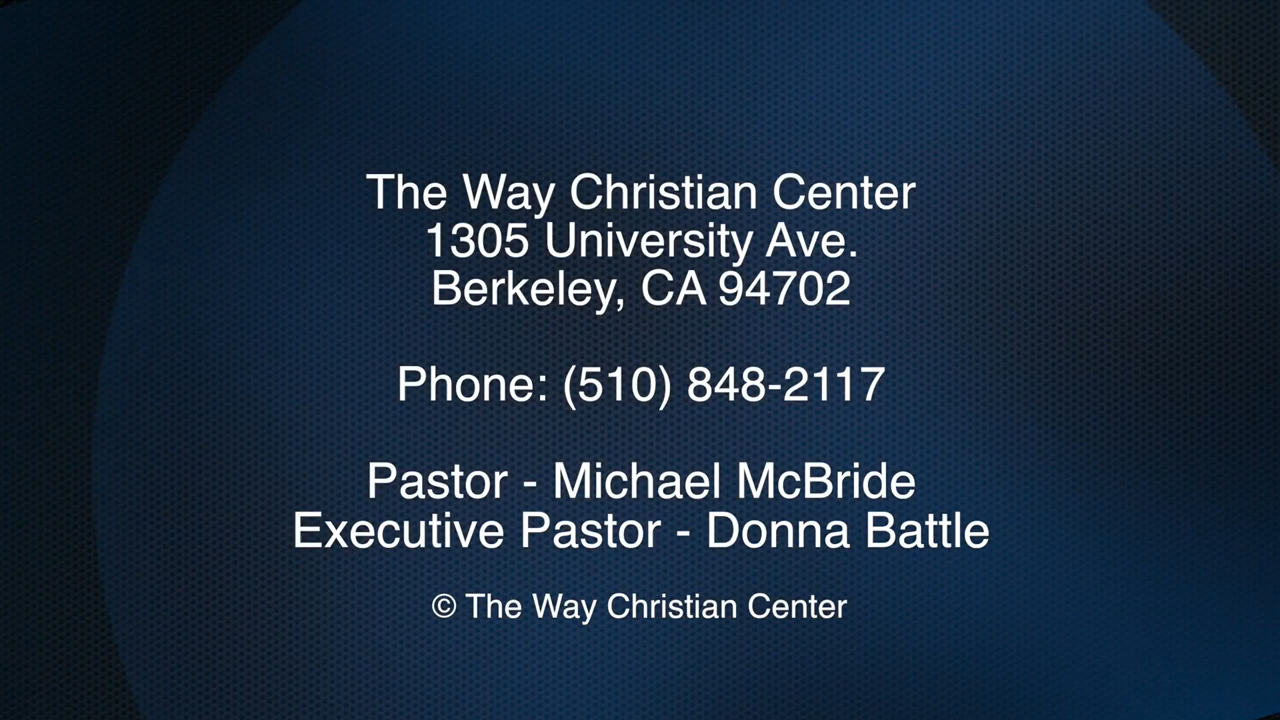 The Way Christian Center
1305 University Ave.
Berkeley, CA 94702
Phone: (510) 848-2117
Pastor - Michael McBride
Executive Pastor - Donna Battle
© The Way Christian Center